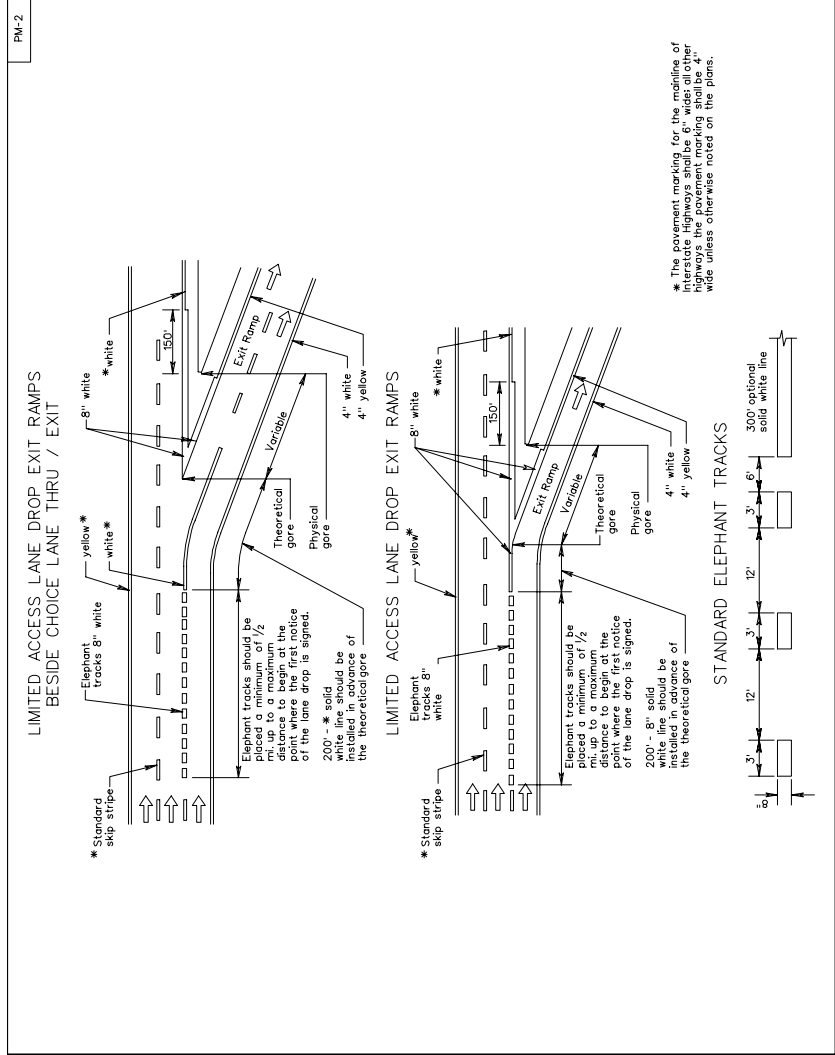 PM-2
LIMITED ACCESS LANE DROP EXIT RAMPS
BESIDE CHOICE LANE THRU / EXIT
* Standard
skip stripe
Elephant
tracks 8" white
yellow*
white*
8" white
*white
150'
Exit Ramp
Variable
Theoretical
gore
Physical
gore
4" white
4" yellow
Elephant tracks should be
placed a minimum of 1/2
mi. up to a maximum
distance to begin at the
point where the first notice
of the lane drop is signed.
200' - * solid
white line should be
installed in advance of
the theoretical gore
LIMITED ACCESS LANE DROP EXIT RAMPS
* Standard
skip stripe
Elephant
tracks 8"
white
yellow*
8" white
*white
150'
Exit Ramp
Variable
Theoretical
gore
Physical
gore
4" white
4" yellow
Elephant tracks should be
placed a minimum of 1/2
mi. up to a maximum
distance to begin at the
point where the first notice
of the lane drop is signed.
200' - 8" solid
white line should be
installed in advance of
the theoretical gore
* The pavement marking for the mainline of
Interstate Highways shall be 6" wide; all other
highways the pavement marking shall be 4"
wide unless otherwise noted on the plans.
STANDARD ELEPHANT TRACKS
8"
3'
12'
3'
12'
3'
6'
300' optional
solid white line